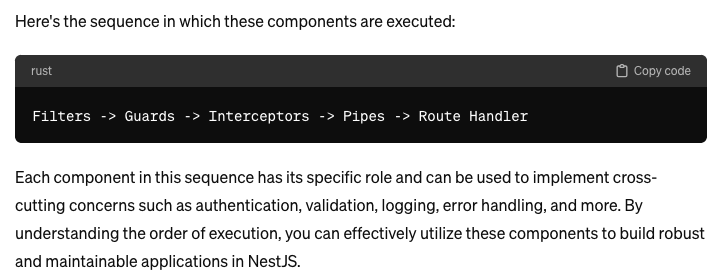 Here's the sequence in which these components are executed:
rust
Copy code
Filters -> Guards -> Interceptors -> Pipes -> Route Handler
Each component in this sequence has its specific role and can be used to implement cross-
cutting concerns such as authentication, validation, logging, error handling, and more. By
understanding the order of execution, you can effectively utilize these components to build robust
and maintainable applications in NestJS.